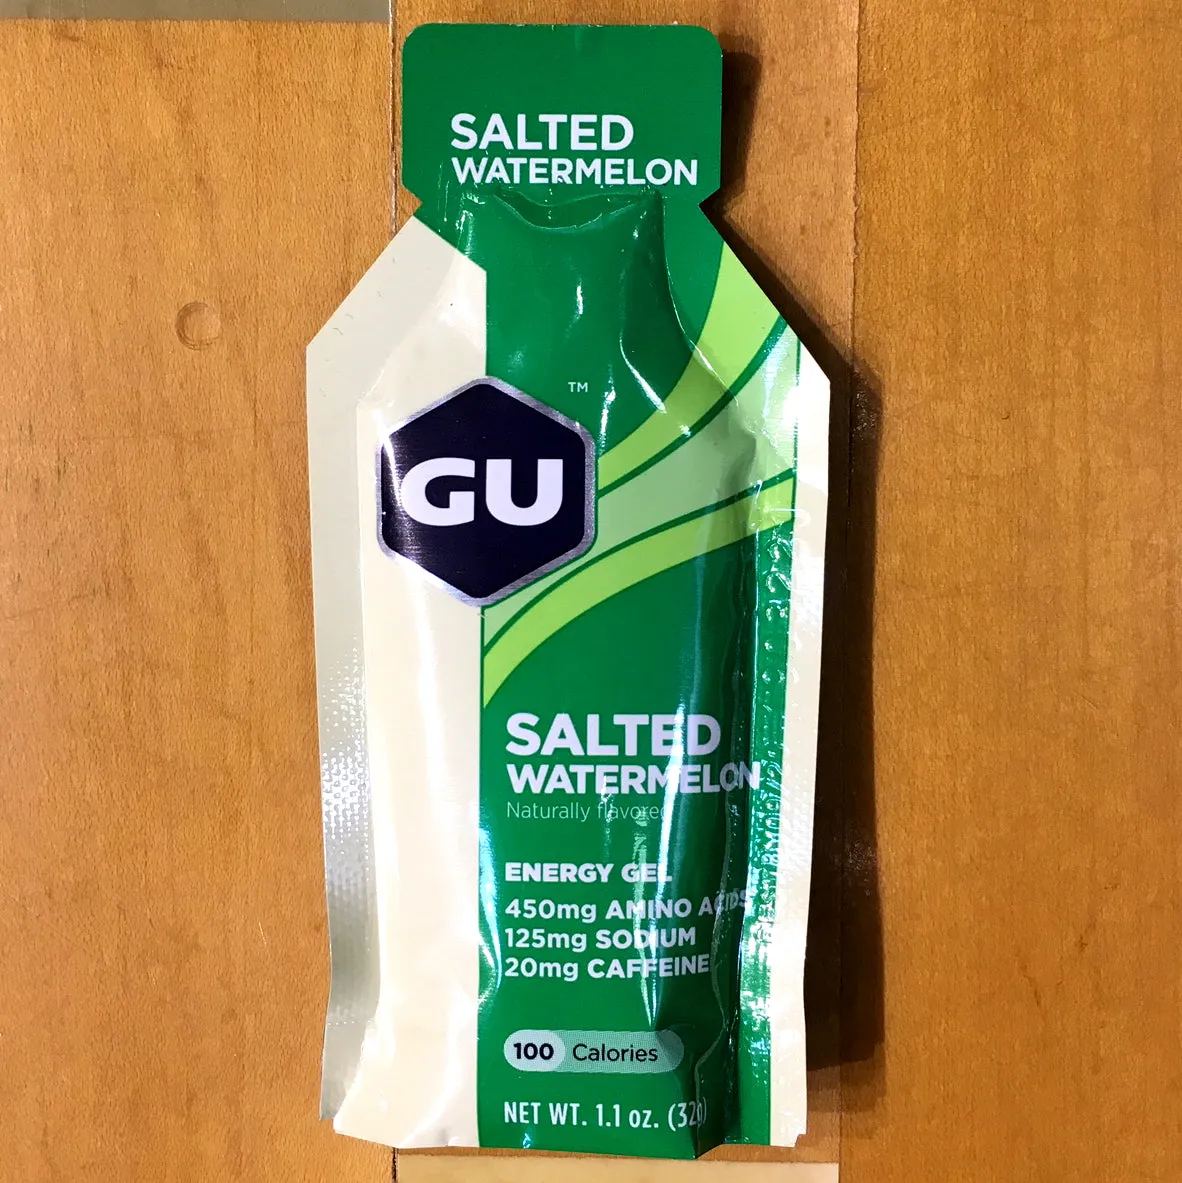 SALTED
WATERMELON
™
GU
SALTED
WATERMELON
Naturally flavored
ENERGY GEL
450mg AMINO ACIDS
125mg SODIUM
20mg CAFFEINE
100 Calories
NET WT. 1.1 oz. (32g)